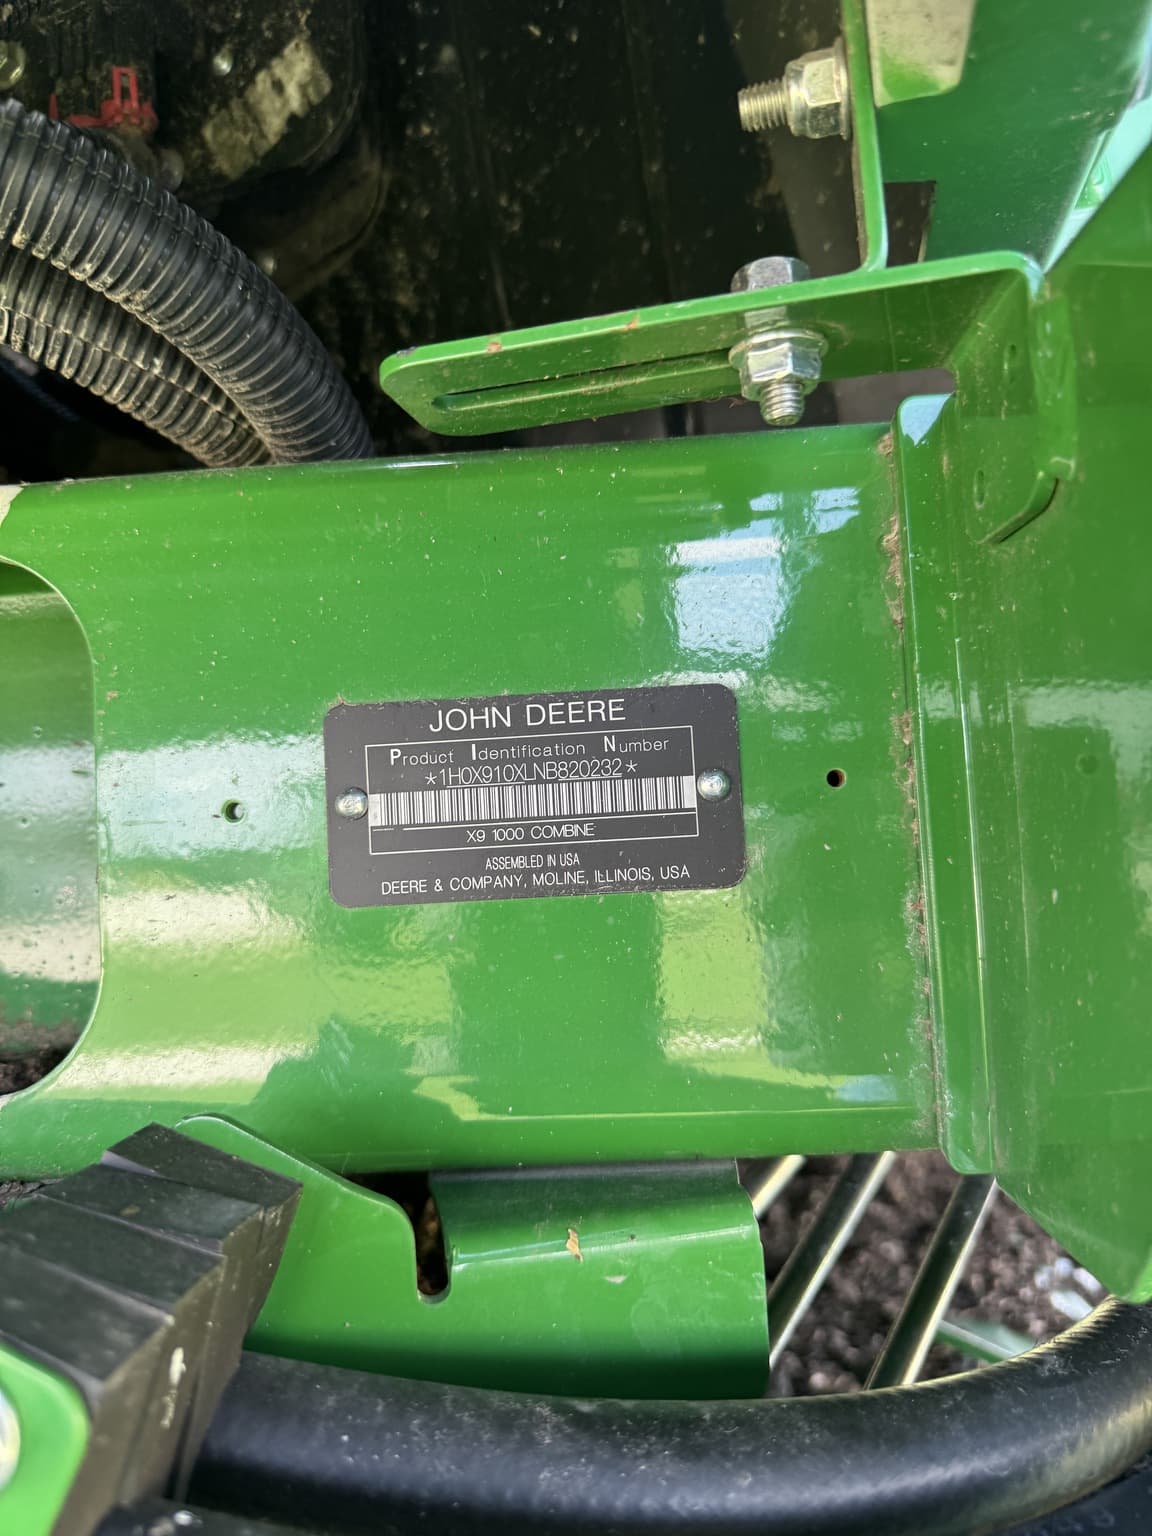 JOHN DEERE
Product Identification Number
*1H0X910XLNB820232*
X9 1000 COMBINE
ASSEMBLED IN USA
DEERE & COMPANY, MOLINE, ILLINOIS, USA